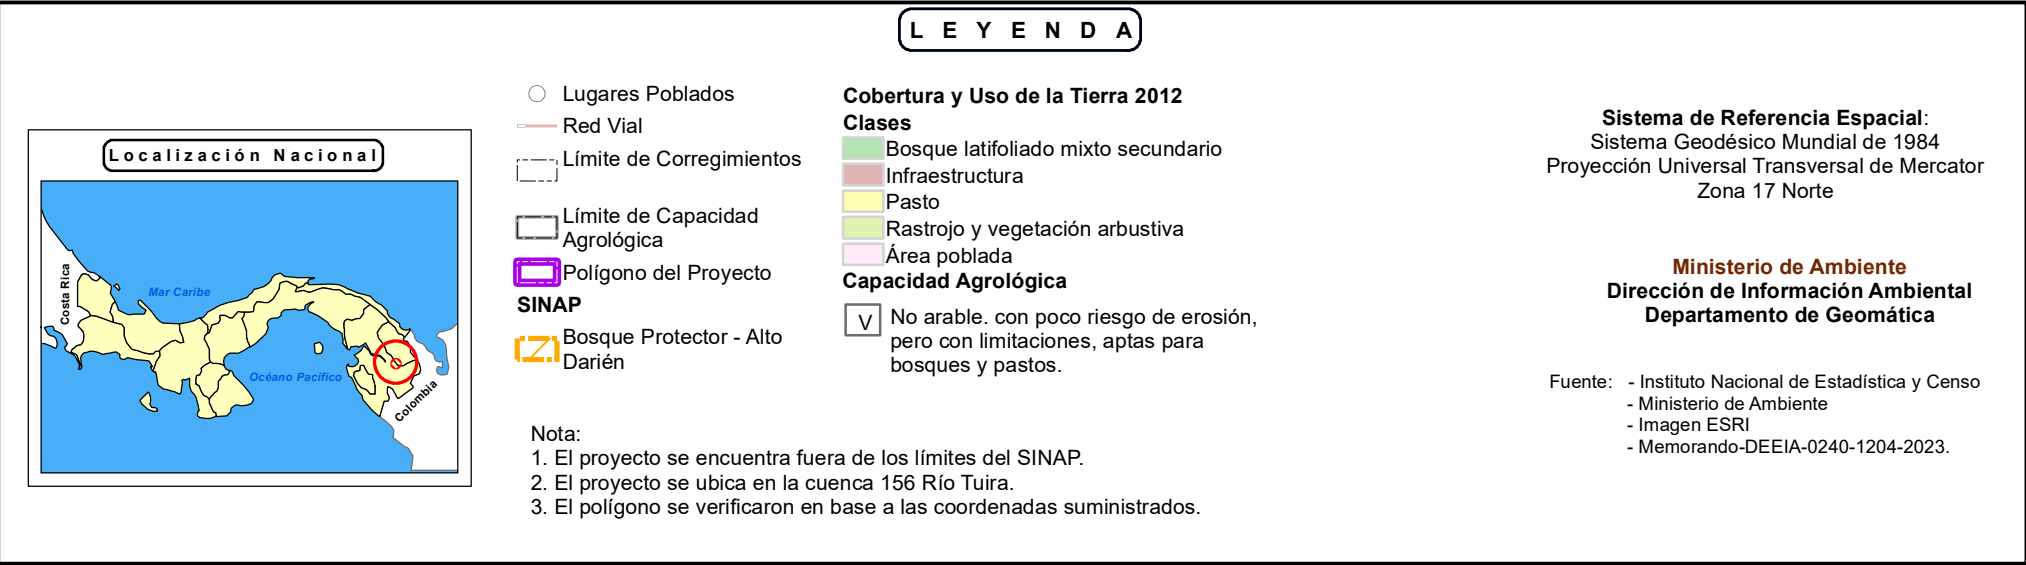 L E Y E N D A
Localización Nacional
Costa Rica
Mar Caribe
Océano Pacífico
Colombia
Lugares Poblados
Red Vial
Límite de Corregimientos
Límite de Capacidad
Agrológica
Polígono del Proyecto
SINAP
Bosque Protector - Alto
Darién
Cobertura y Uso de la Tierra 2012
Clases
Bosque latifoliado mixto secundario
Infraestructura
Pasto
Rastrojo y vegetación arbustiva
Área poblada
Capacidad Agrológica
V No arable. con poco riesgo de erosión,
pero con limitaciones, aptas para
bosques y pastos.
Nota:
1. El proyecto se encuentra fuera de los límites del SINAP.
2. El proyecto se ubica en la cuenca 156 Río Tuira.
3. El polígono se verificaron en base a las coordenadas suministrados.
Sistema de Referencia Espacial:
Sistema Geodésico Mundial de 1984
Proyección Universal Transversal de Mercator
Zona 17 Norte
Ministerio de Ambiente
Dirección de Información Ambiental
Departamento de Geomática
Fuente: - Instituto Nacional de Estadística y Censo
- Ministerio de Ambiente
- Imagen ESRI
- Memorando-DEEIA-0240-1204-2023.